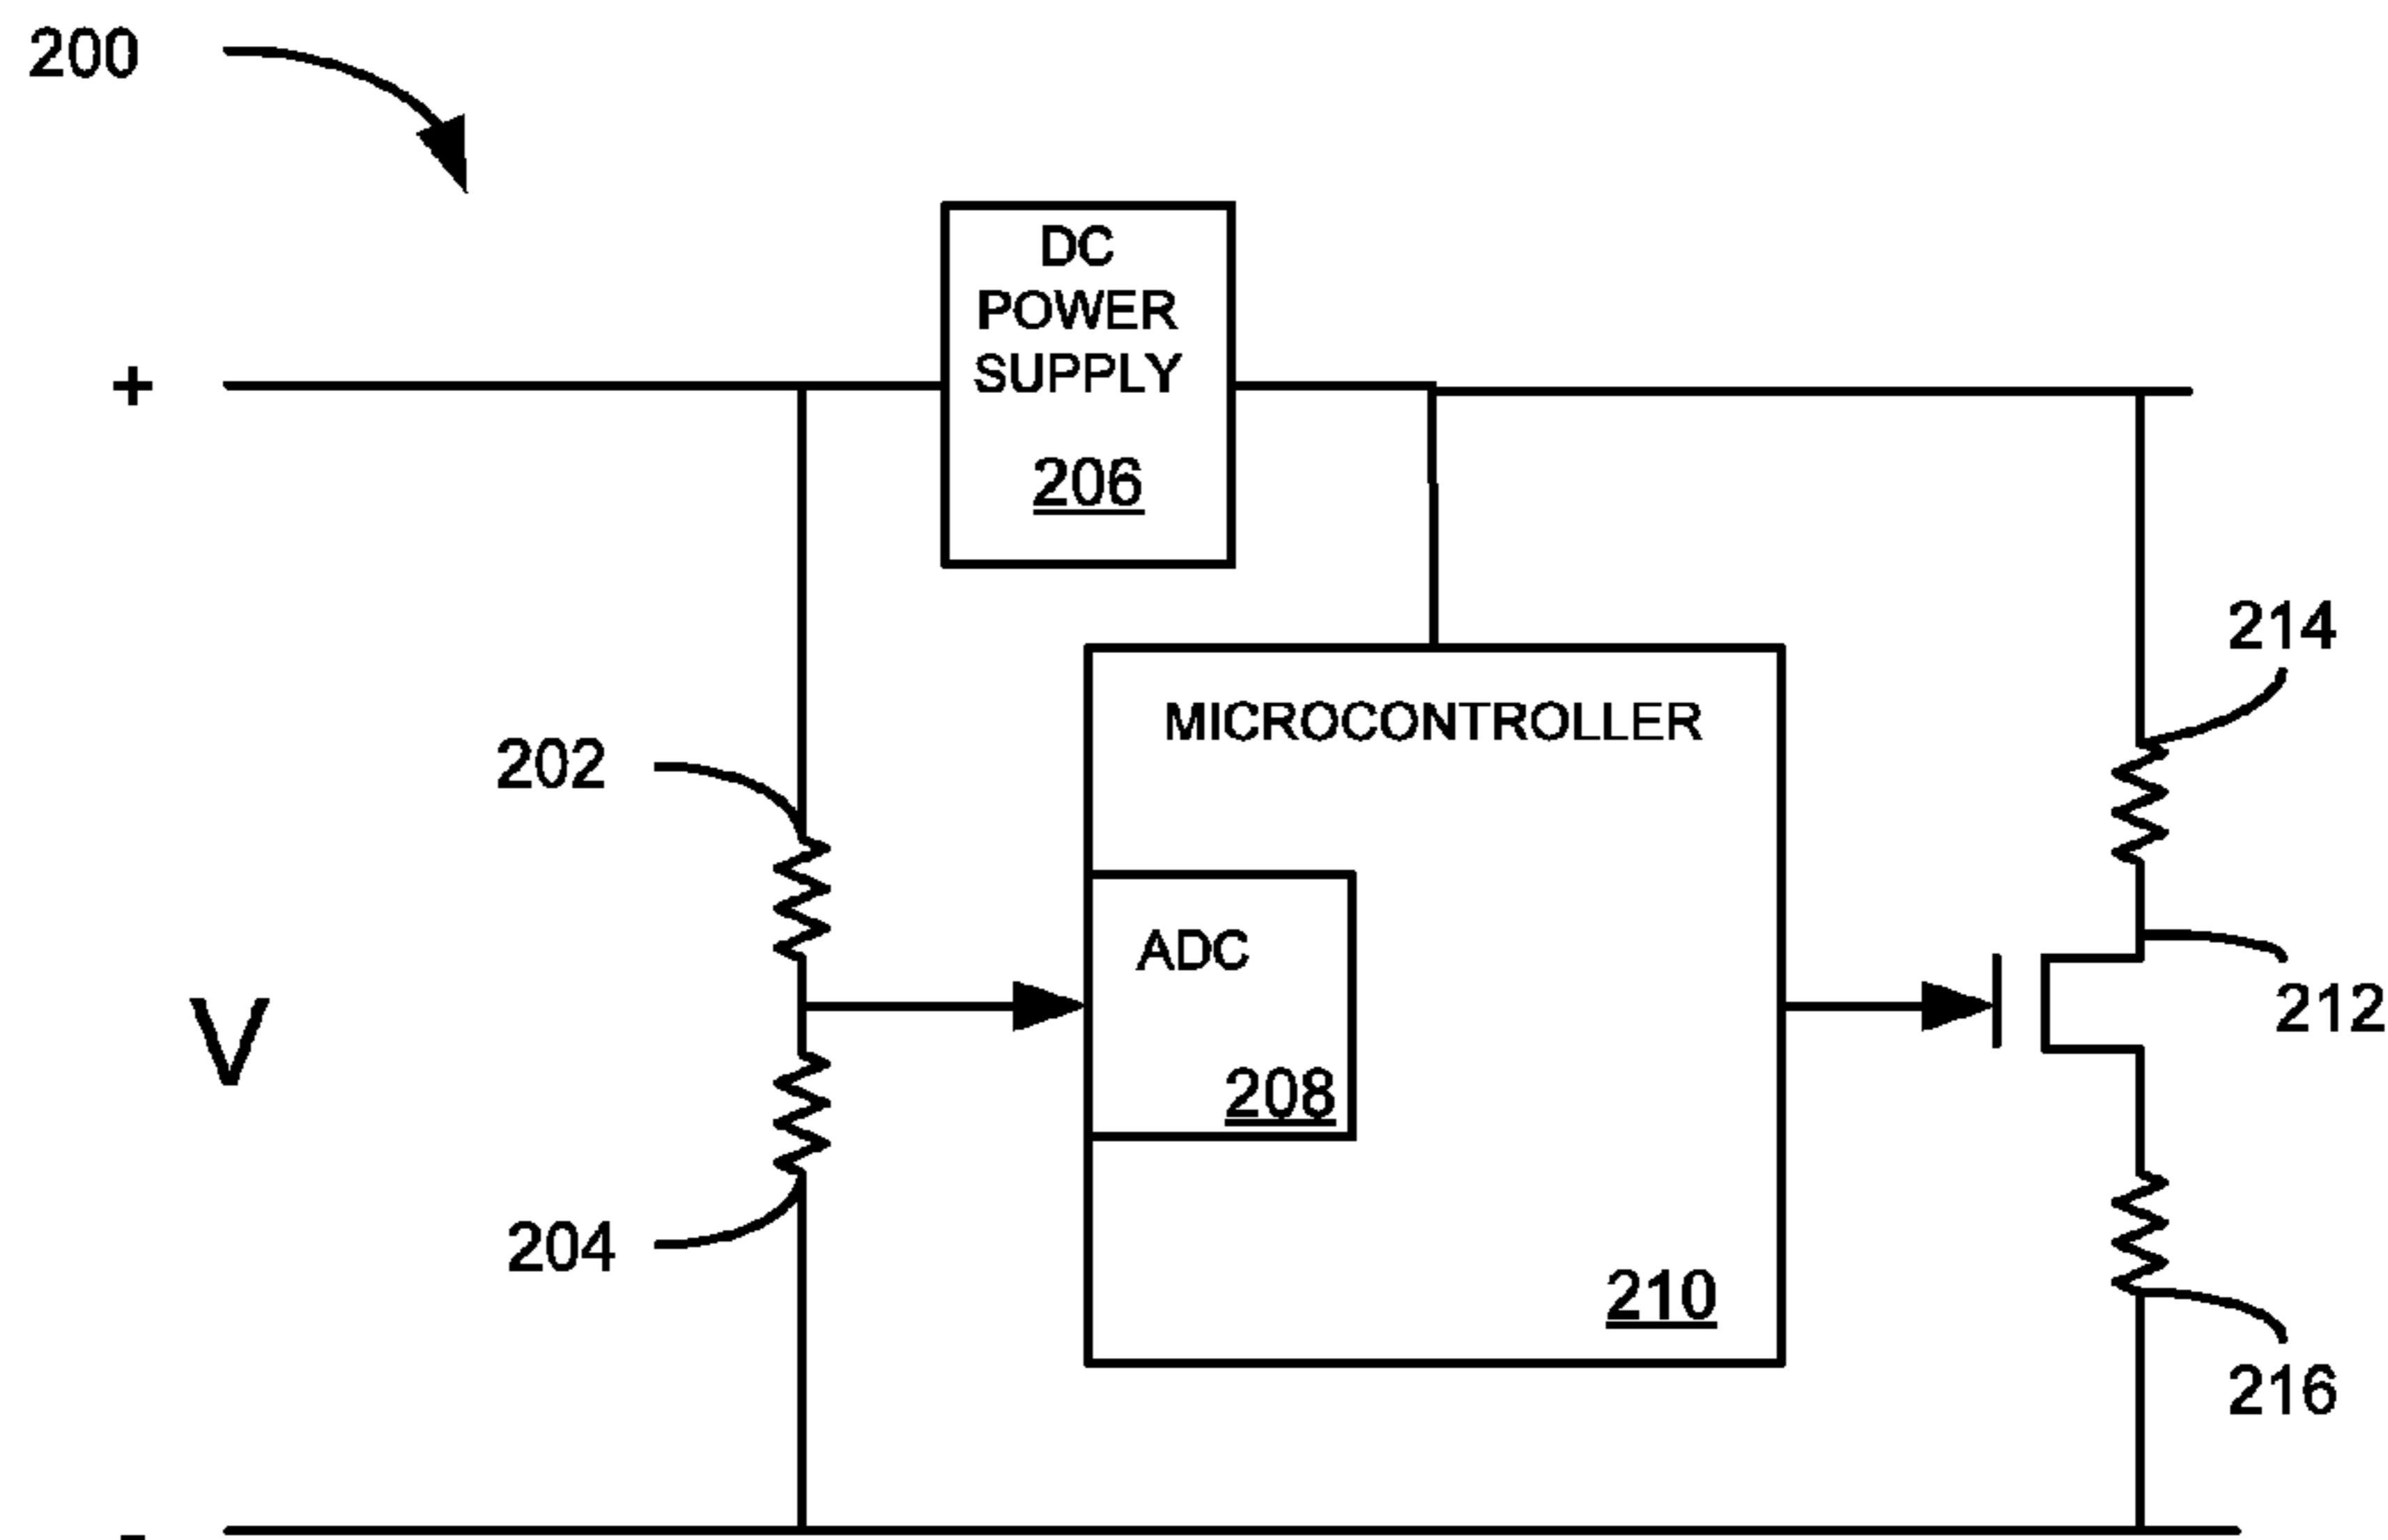 200
DC
POWER
SUPPLY
206
+
214
MICROCONTROLLER
202
ADC
V
212
208
204
210
216
-